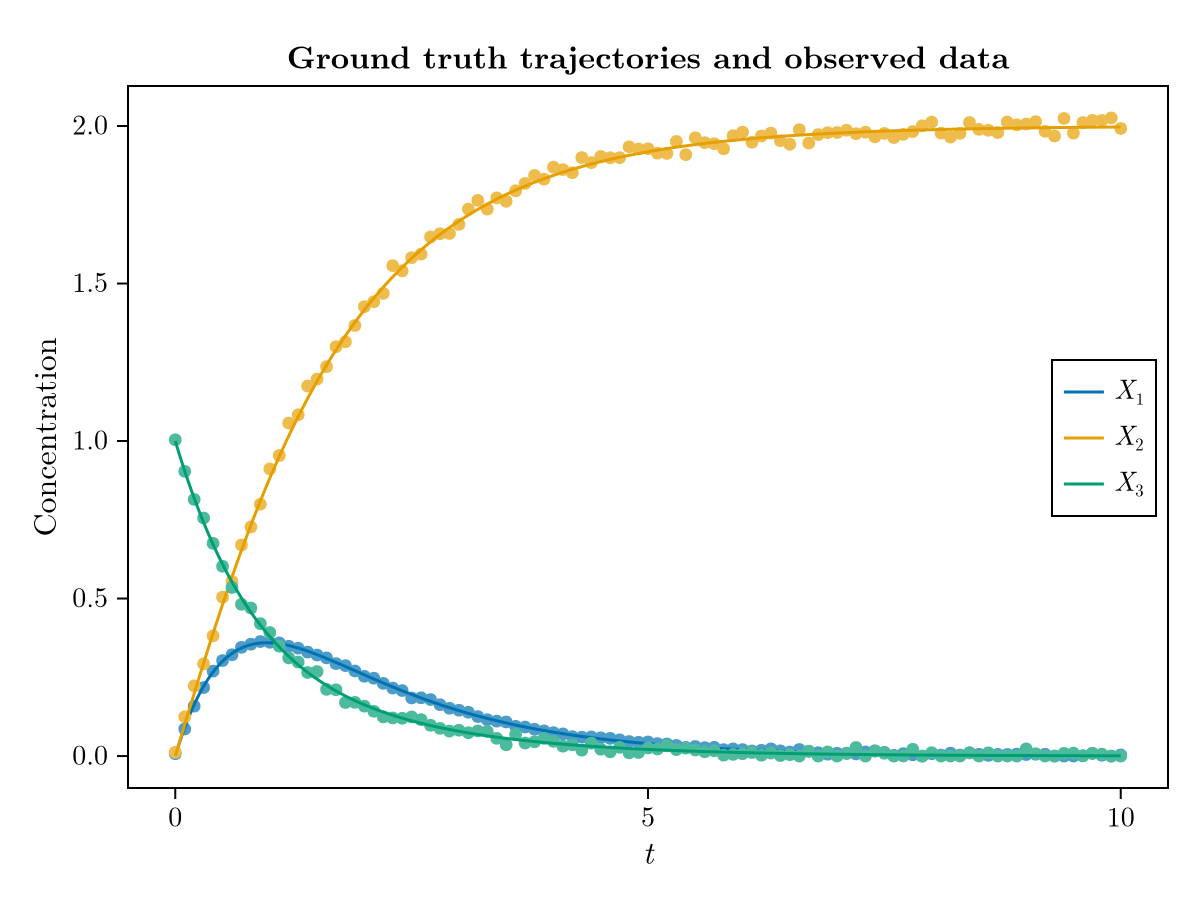 Ground truth trajectories and observed data
Concentration
2.0
1.5
1.0
0.5
0.0
0
5
10
t
X₁
X₂
X₃